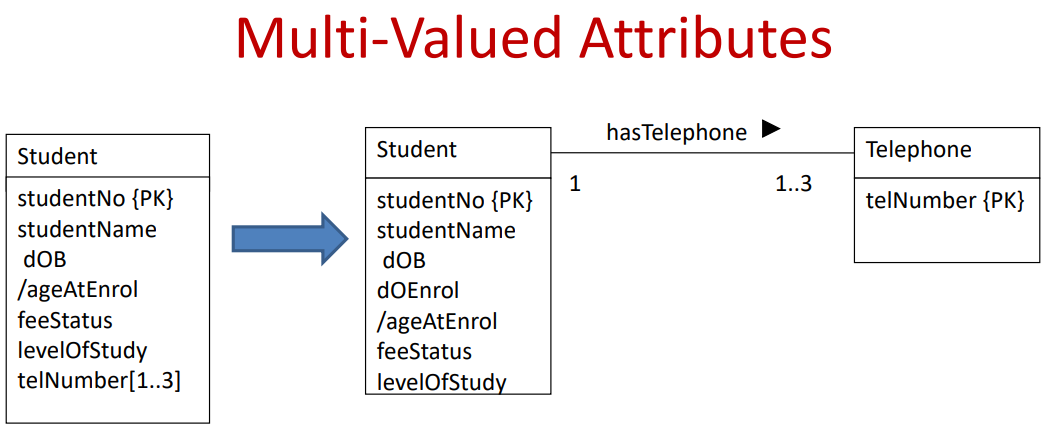 Multi-Valued Attributes
Student
studentNo {PK}
studentName
dOB
/ageAtEnrol
feeStatus
levelOfStudy
telNumber[1..3]
Student
studentNo {PK}
studentName
dOB
dOEnrol
/ageAtEnrol
feeStatus
levelOfStudy
hasTelephone ►
1
1..3
Telephone
telNumber {PK}